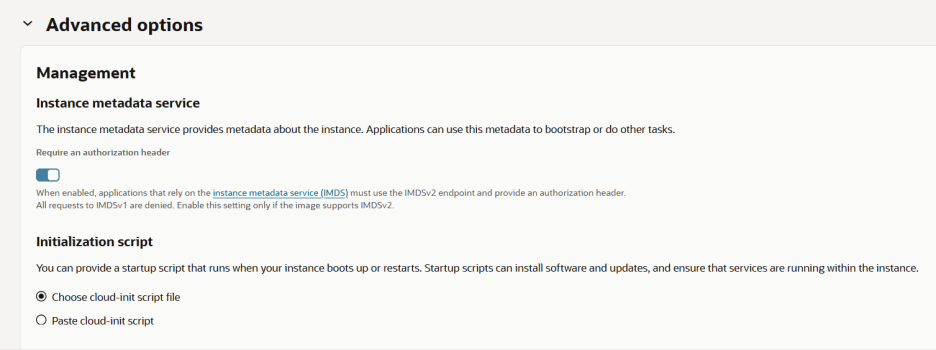 Advanced options
Management
Instance metadata service
The instance metadata service provides metadata about the instance. Applications can use this metadata to bootstrap or do other tasks.
Require an authorization header
When enabled, applications that rely on the instance metadata service (IMDS) must use the IMDSv2 endpoint and provide an authorization header.
All requests to IMDSv1 are denied. Enable this setting only if the image supports IMDSv2.
Initialization script
You can provide a startup script that runs when your instance boots up or restarts. Startup scripts can install software and updates, and ensure that services are running within the instance.
Choose cloud-init script file
Paste cloud-init script